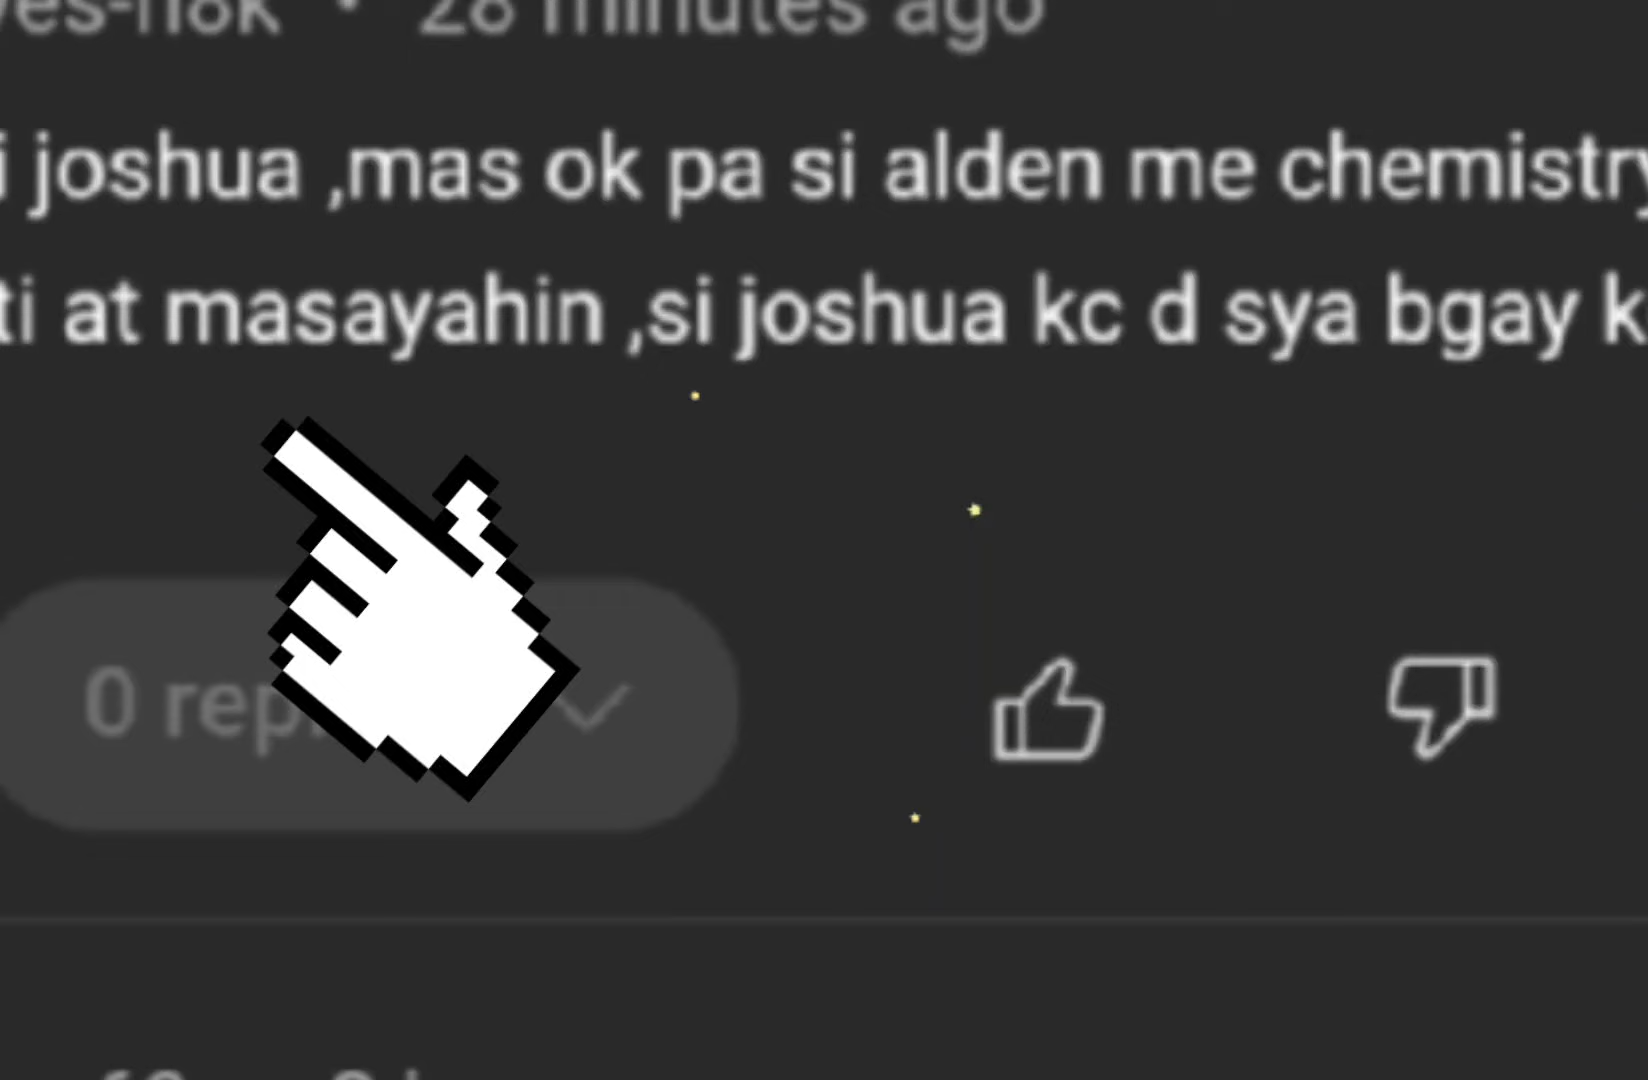 28 minutes ago
i joshua ,mas ok pa si alden me chemistry
ti at masayahin ,si joshua kc d sya bgay k
0